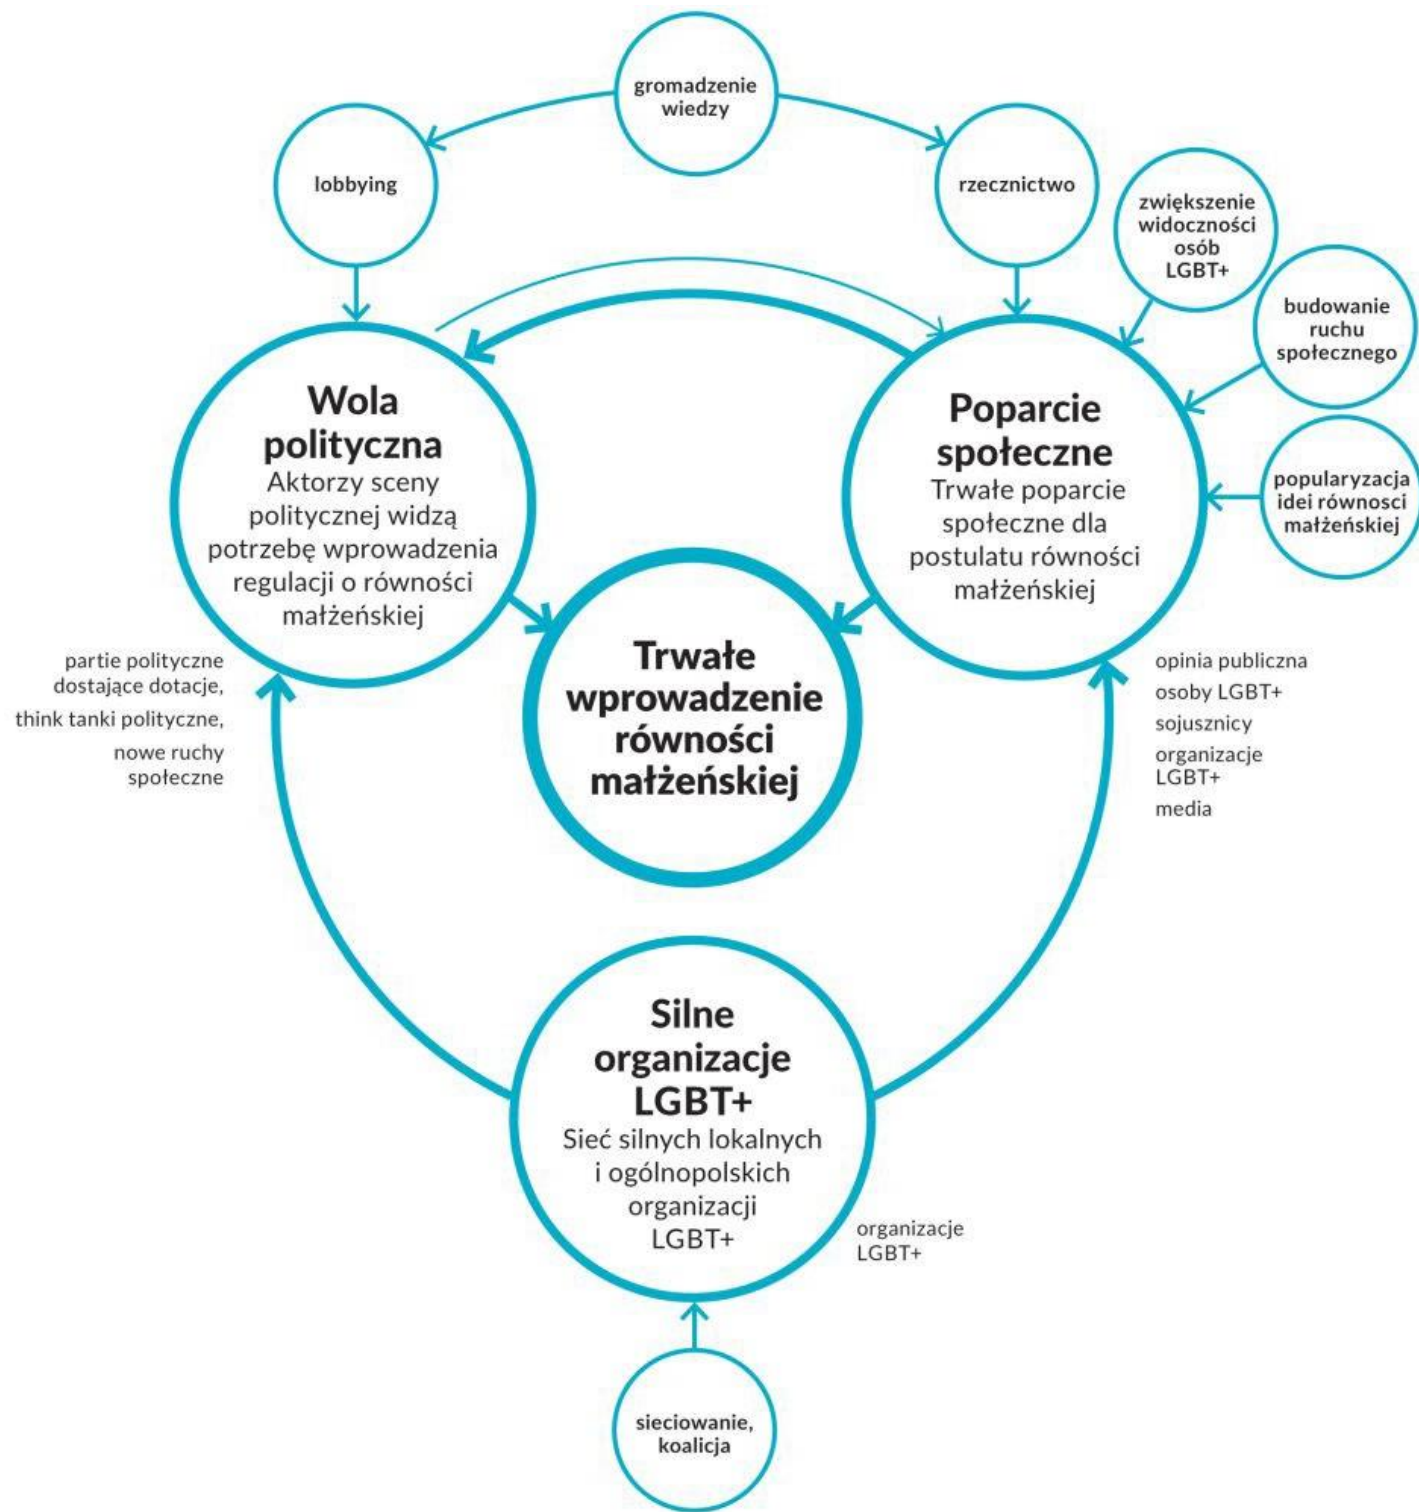 gromadzenie
wiedzy
lobbying
rzecznictwo
zwiększenie
widoczności
osób
LGBT+
budowanie
ruchu
społecznego
popularyzacja
idei równosci
małżeńskiej
Wola
polityczna
Aktorzy sceny
politycznej widzą
potrzebę wprowadzenia
regulacji o równości
małżeńskiej
Poparcie
społeczne
Trwałe poparcie
społeczne dla
postulatu równości
małżeńskiej
Trwałe
wprowadzenie
równości
małżeńskiej
partie polityczne
dostające dotacje,
think tanki polityczne,
nowe ruchy
społeczne
opinia publiczna
osoby LGBT+
sojusznicy
organizacje
LGBT+
media
Silne
organizacje
LGBT+
Sieć silnych lokalnych
i ogólnopolskich
organizacji
LGBT+
organizacje
LGBT+
sieciowanie,
koalicja